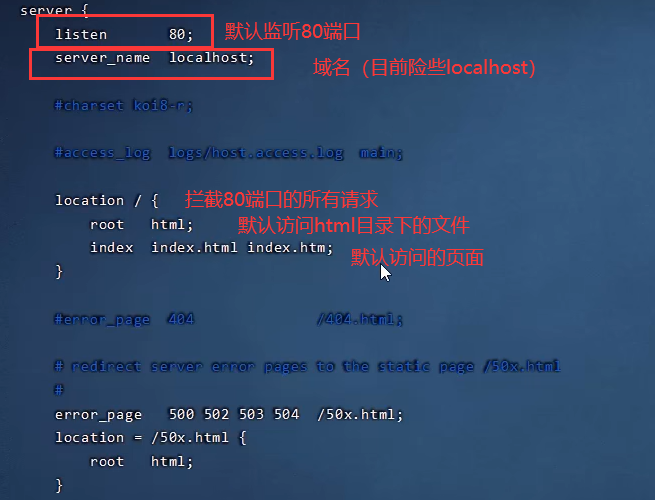 server {
listen 80; 默认监听80端口
server_name localhost; 域名（目前险些localhost）
#charset koi8-r;
#access_log logs/host.access.log main;
location / { 拦截80端口的所有请求
root html; 默认访问html目录下的文件
index index.html index.htm; 默认访问的页面
}
#error_page 404 /404.html;
# redirect server error pages to the static page /50x.html
#
error_page 500 502 503 504 /50x.html;
location = /50x.html {
root html;
}